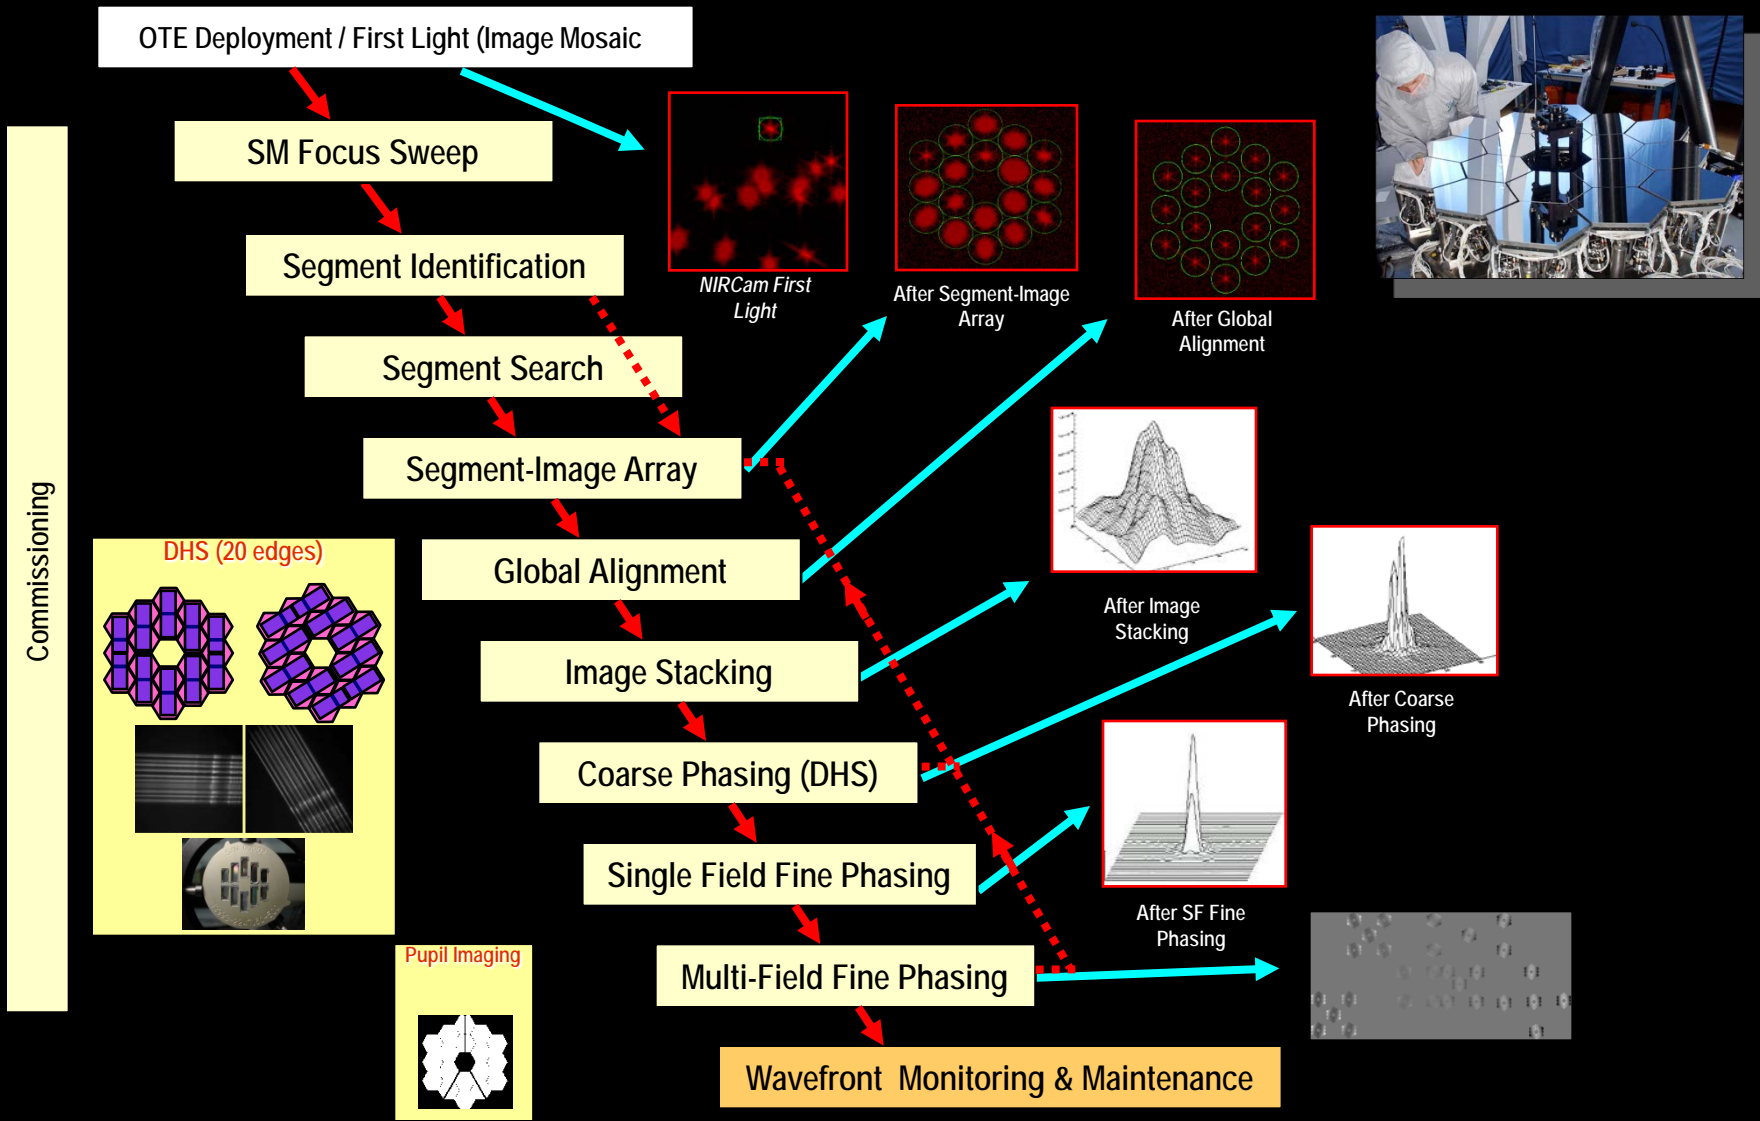 OTE Deployment / First Light (Image Mosaic
SM Focus Sweep
Segment Identification
Segment Search
Segment-Image Array
Global Alignment
Image Stacking
Coarse Phasing (DHS)
Single Field Fine Phasing
Multi-Field Fine Phasing
Wavefront Monitoring & Maintenance
Commissioning
DHS (20 edges)
Pupil Imaging
NIRCam First
Light
After Segment-Image
Array
After Global
Alignment
After Image
Stacking
After Coarse
Phasing
After SF Fine
Phasing